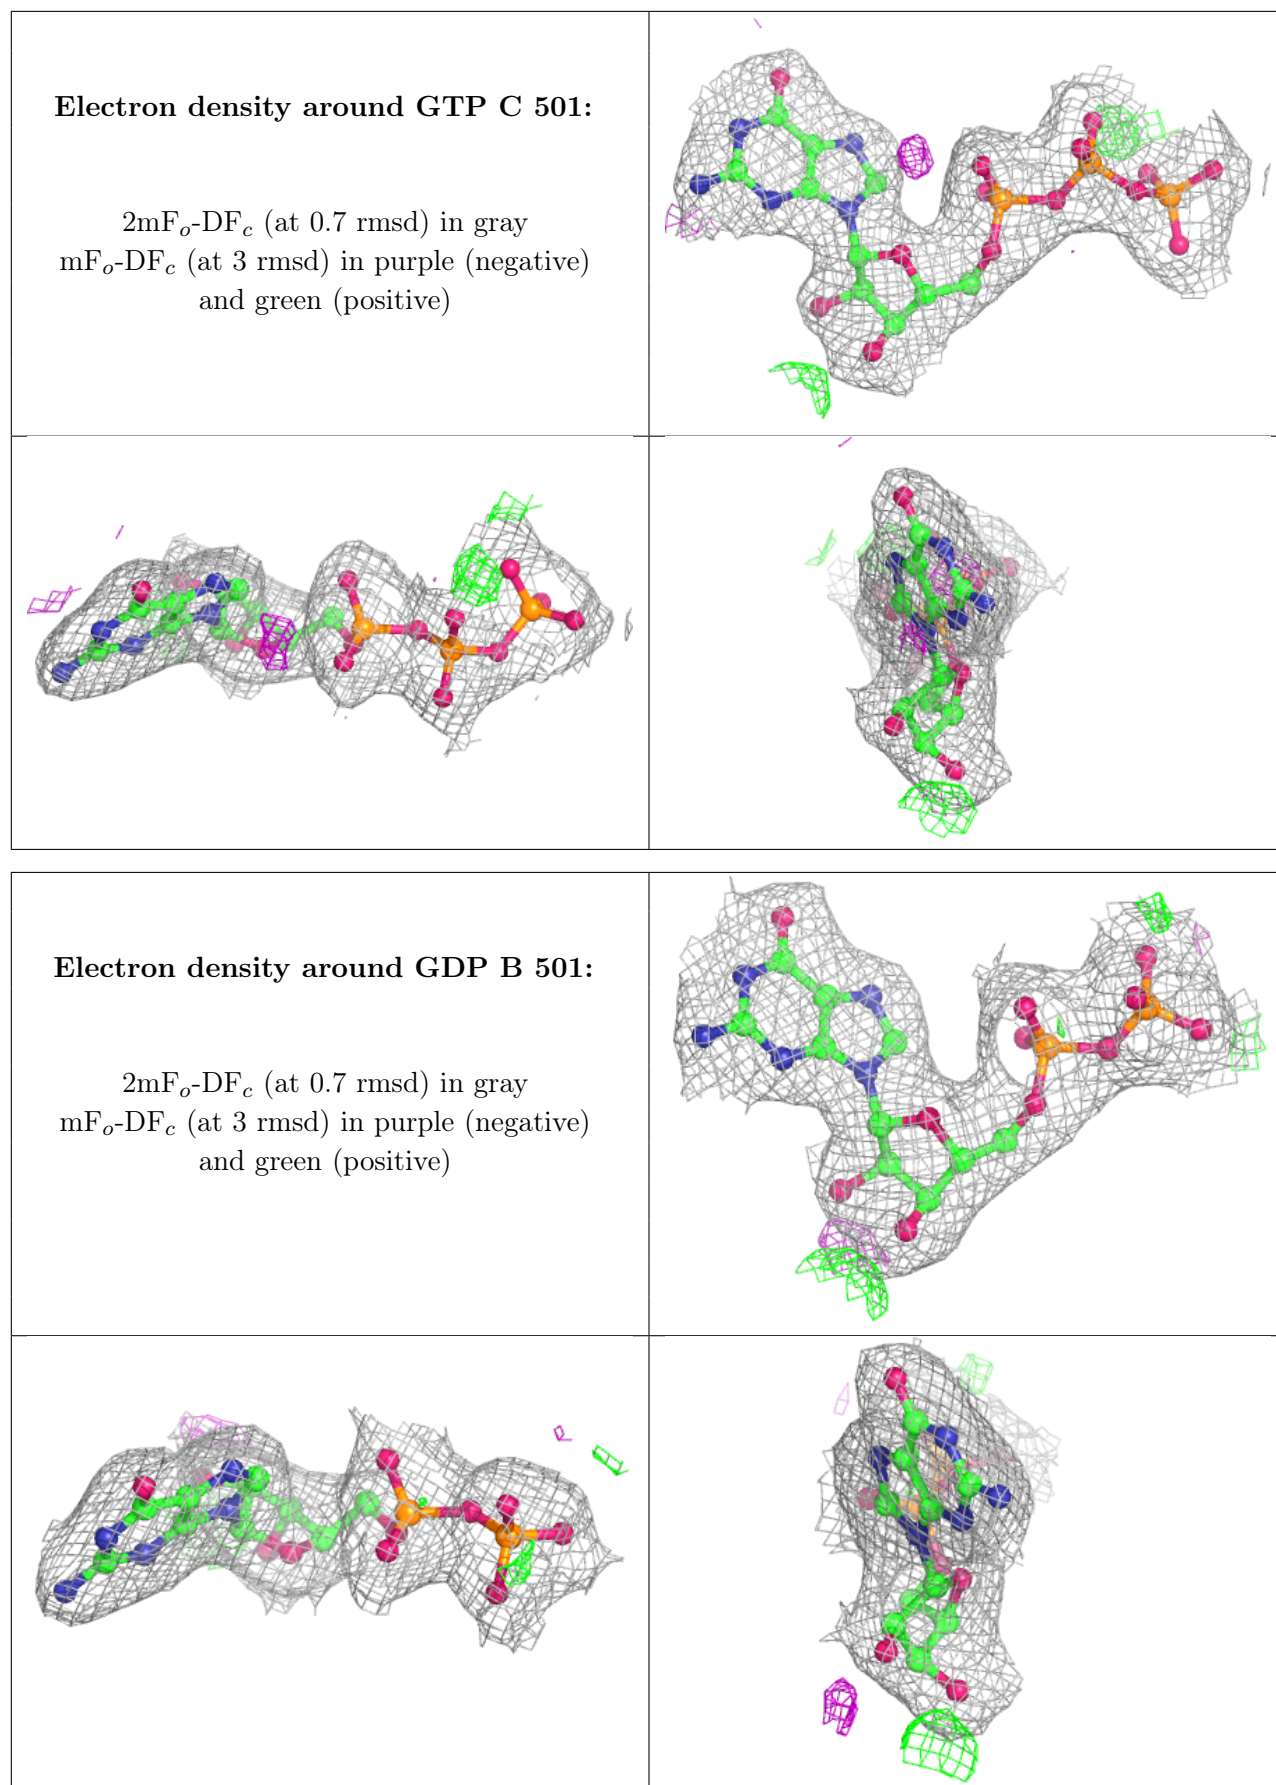 Electron density around GTP C 501:
2mFo-DFc (at 0.7 rmsd) in gray
mFo-DFc (at 3 rmsd) in purple (negative)
and green (positive)
Electron density around GDP B 501:
2mFo-DFc (at 0.7 rmsd) in gray
mFo-DFc (at 3 rmsd) in purple (negative)
and green (positive)